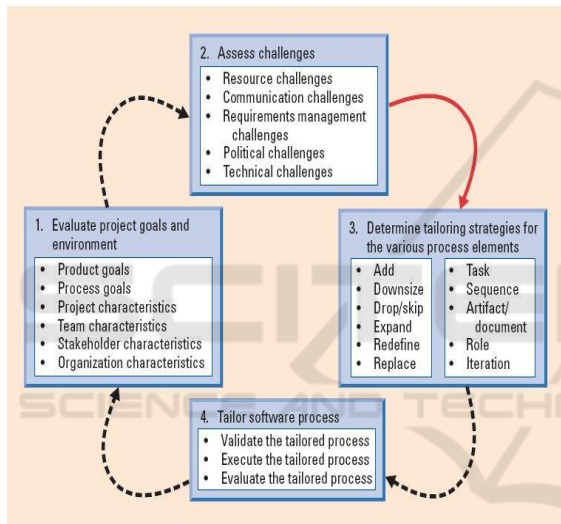 2. Assess challenges
• Resource challenges
• Communication challenges
• Requirements management
challenges
• Political challenges
• Technical challenges
1. Evaluate project goals and
environment
• Product goals
• Process goals
• Project characteristics
• Team characteristics
• Stakeholder characteristics
• Organization characteristics
3. Determine tailoring strategies for
the various process elements
• Add
• Downsize
• Drop/skip
• Expand
• Redefine
• Replace
• Task
• Sequence
• Artifact/
document
• Role
• Iteration
4. Tailor software process
• Validate the tailored process
• Execute the tailored process
• Evaluate the tailored process
SCIENCE AND TECH